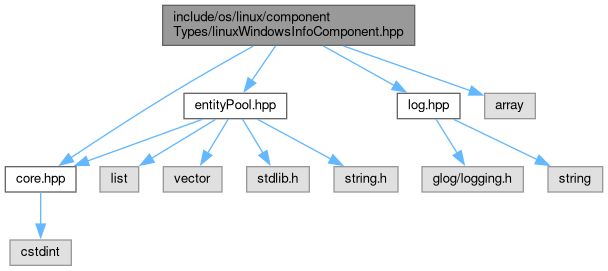 include/os/linux/component
Types/linuxWindowsInfoComponent.hpp
entityPool.hpp
log.hpp
array
core.hpp
list
vector
stdlib.h
string.h
glog/logging.h
string
cstdint